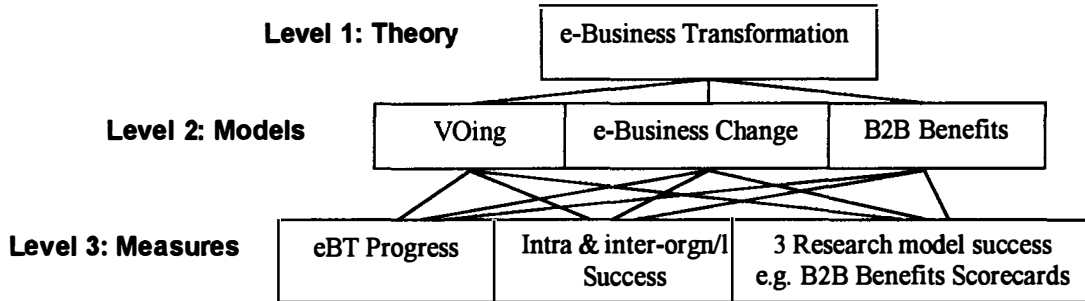 Level 1: Theory
e-Business Transformation
Level 2: Models
VOing
e-Business Change
B2B Benefits
Level 3: Measures
eBT Progress
Intra & inter-orgn/l
Success
3 Research model success
e.g. B2B Benefits Scorecards